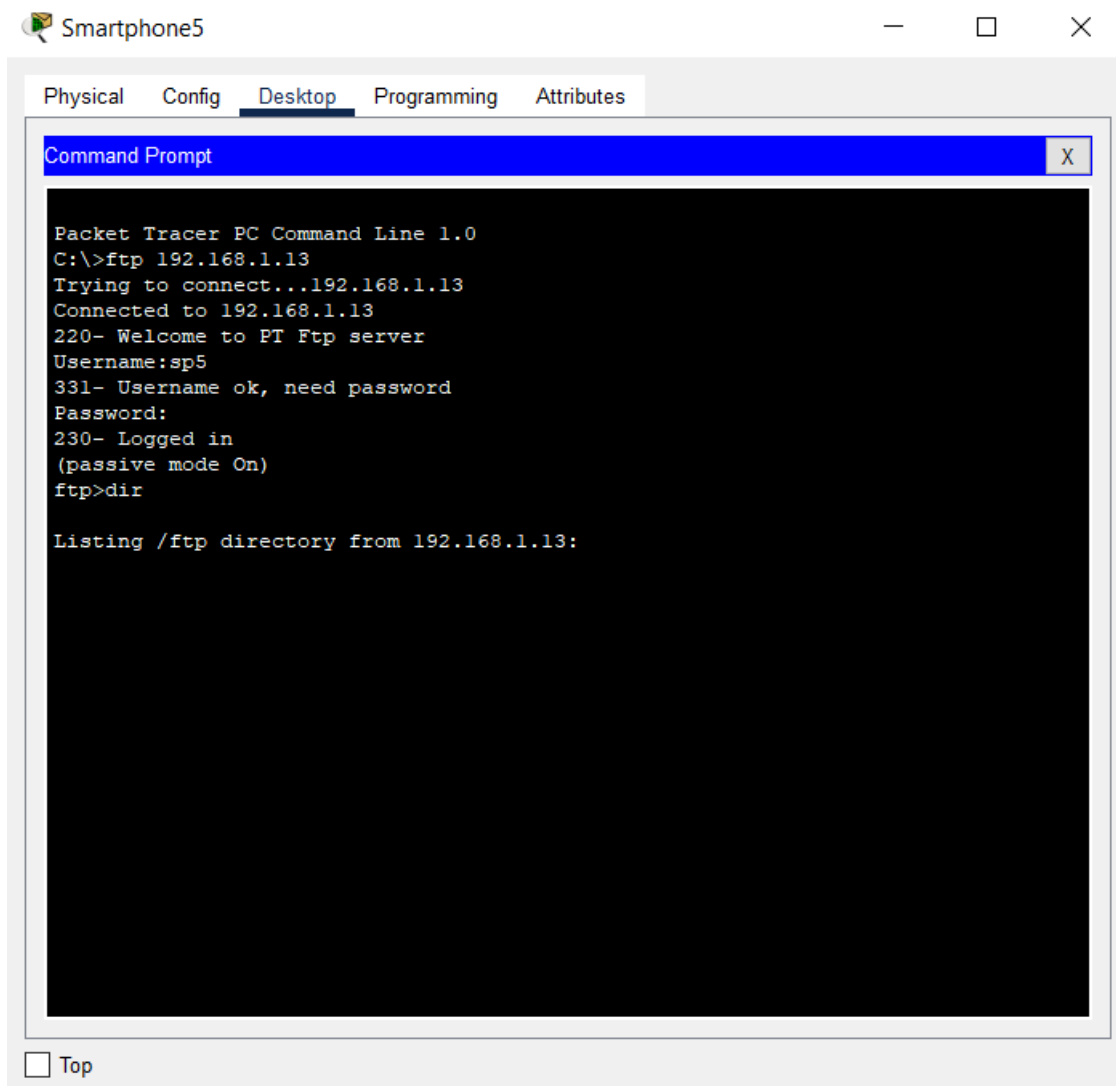 Smartphone5
Physical Config Desktop Programming Attributes
Command Prompt X
Packet Tracer PC Command Line 1.0
C:\>ftp 192.168.1.13
Trying to connect...192.168.1.13
Connected to 192.168.1.13
220- Welcome to PT Ftp server
Username:sp5
331- Username ok, need password
Password:
230- Logged in
(passive mode On)
ftp>dir
Listing /ftp directory from 192.168.1.13:
Top